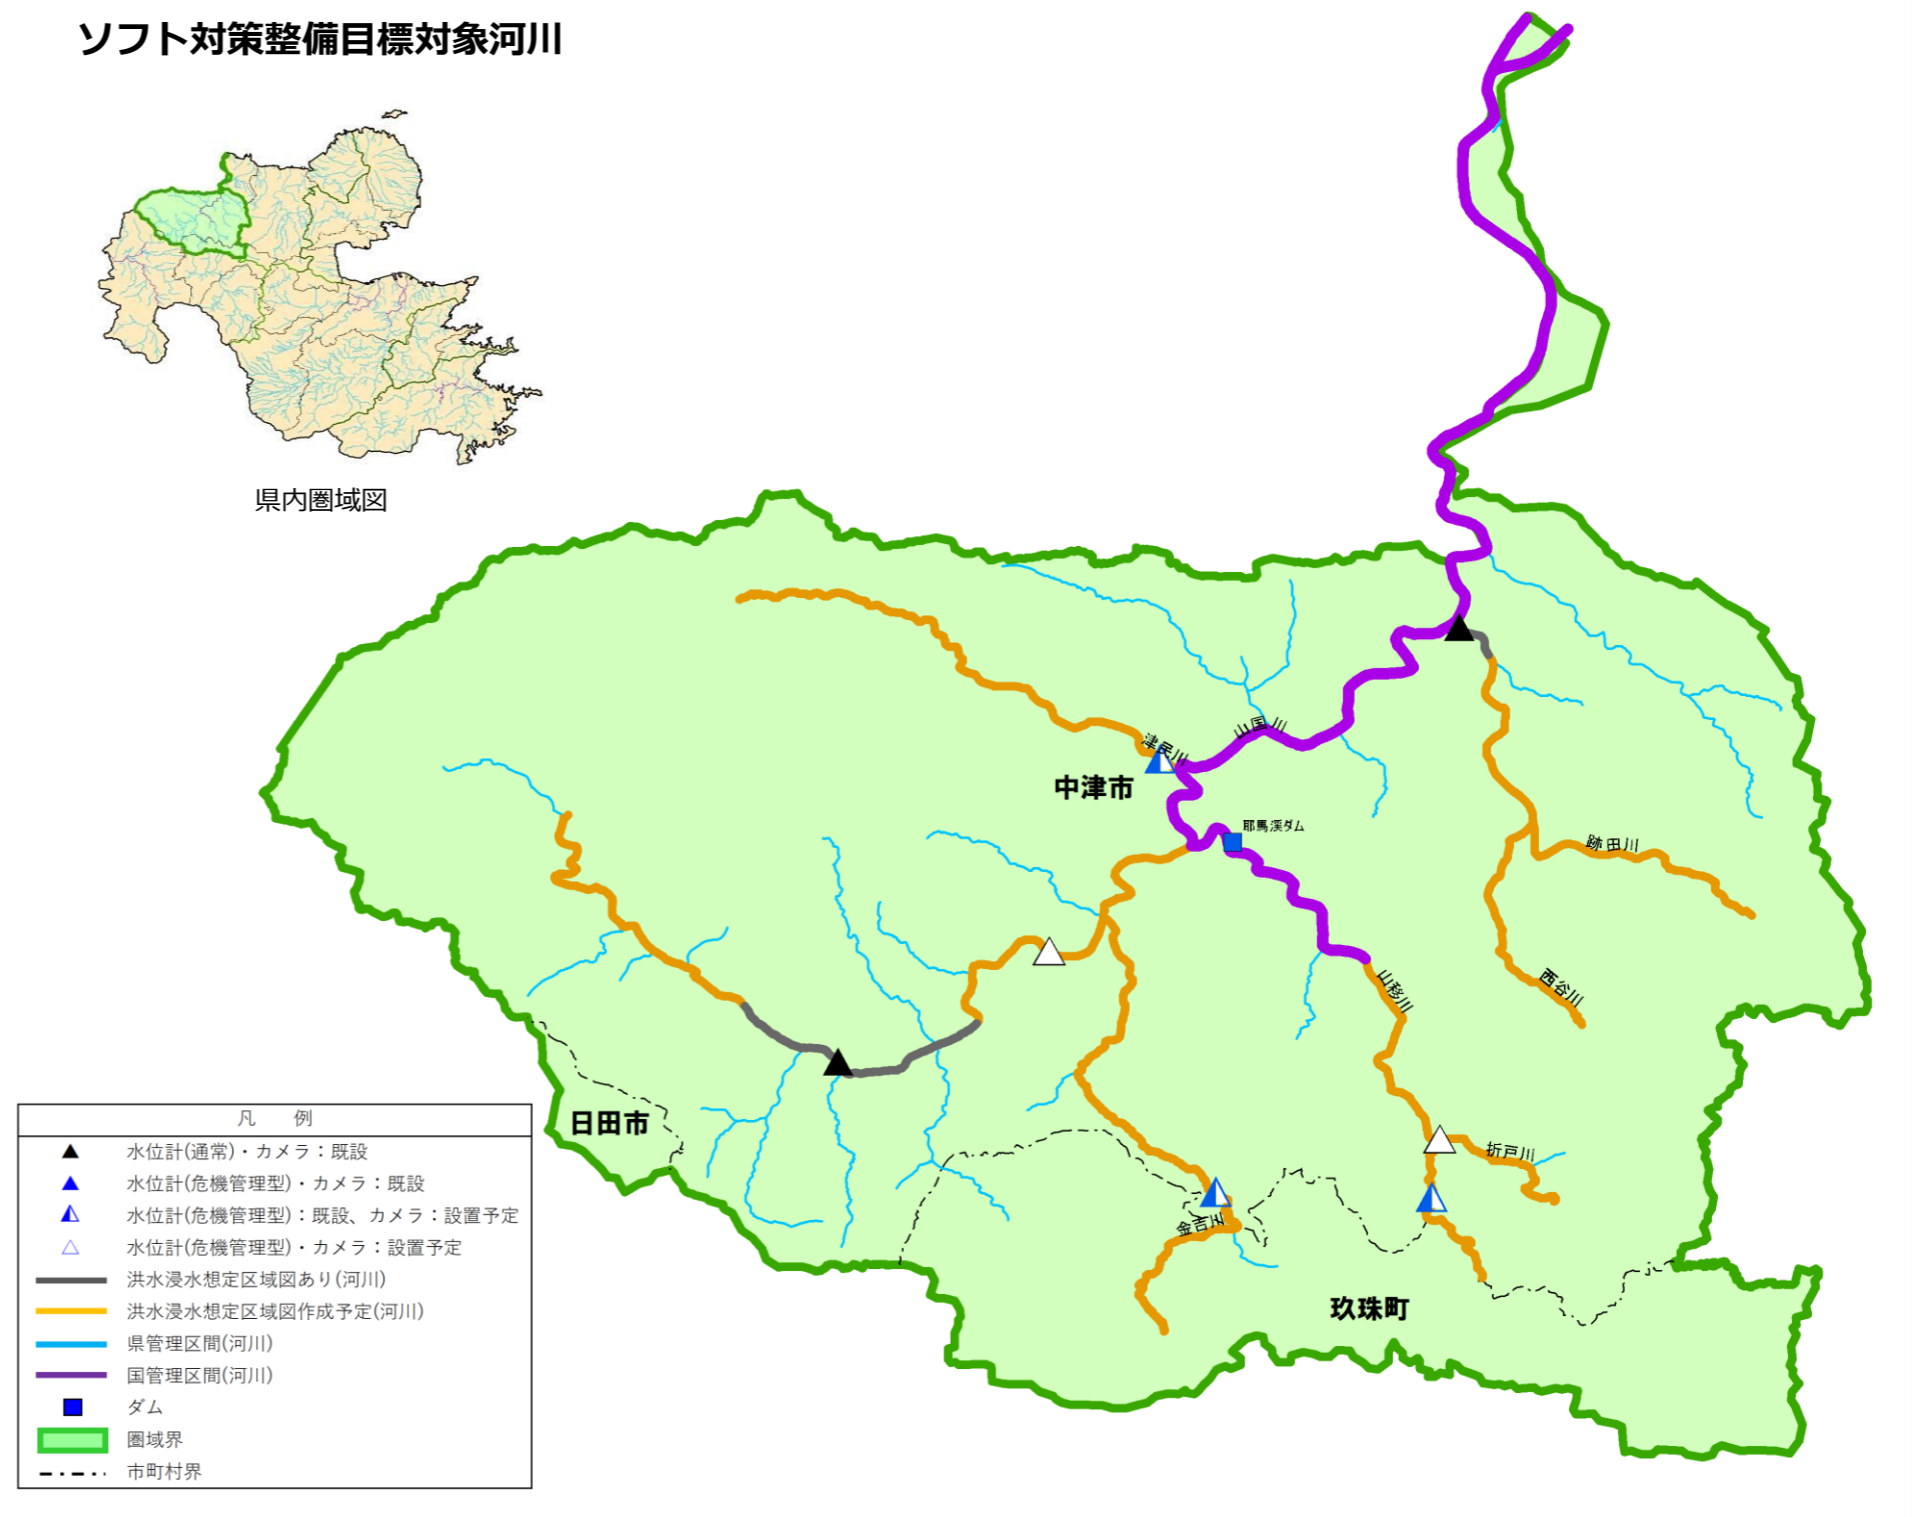 ソフト対策整備目標対象河川
県内圏域図
山国川
津民川
中津市
耶馬渓ダム
跡田川
西谷川
山移川
日田市
折戸川
金吉川
玖珠町
凡 例
水位計(通常)・カメラ：既設
水位計(危機管理型)・カメラ：既設
水位計(危機管理型)：既設、カメラ：設置予定
水位計(危機管理型)・カメラ：設置予定
洪水浸水想定区域図あり(河川)
洪水浸水想定区域図作成予定(河川)
県管理区間(河川)
国管理区間(河川)
ダム
圏域界
市町村界